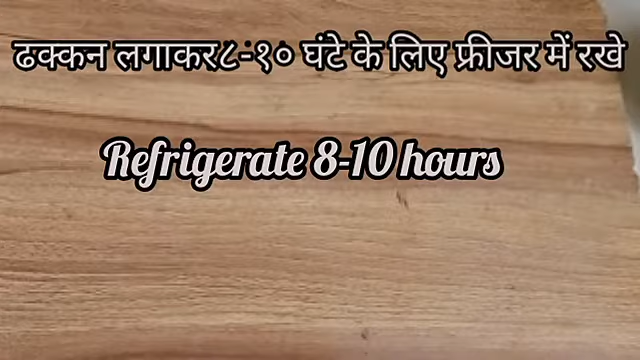 ढक्कन लगाकर८-१० घंटे के लिए फ्रीजर में रखे
Refrigerate 8-10 hours